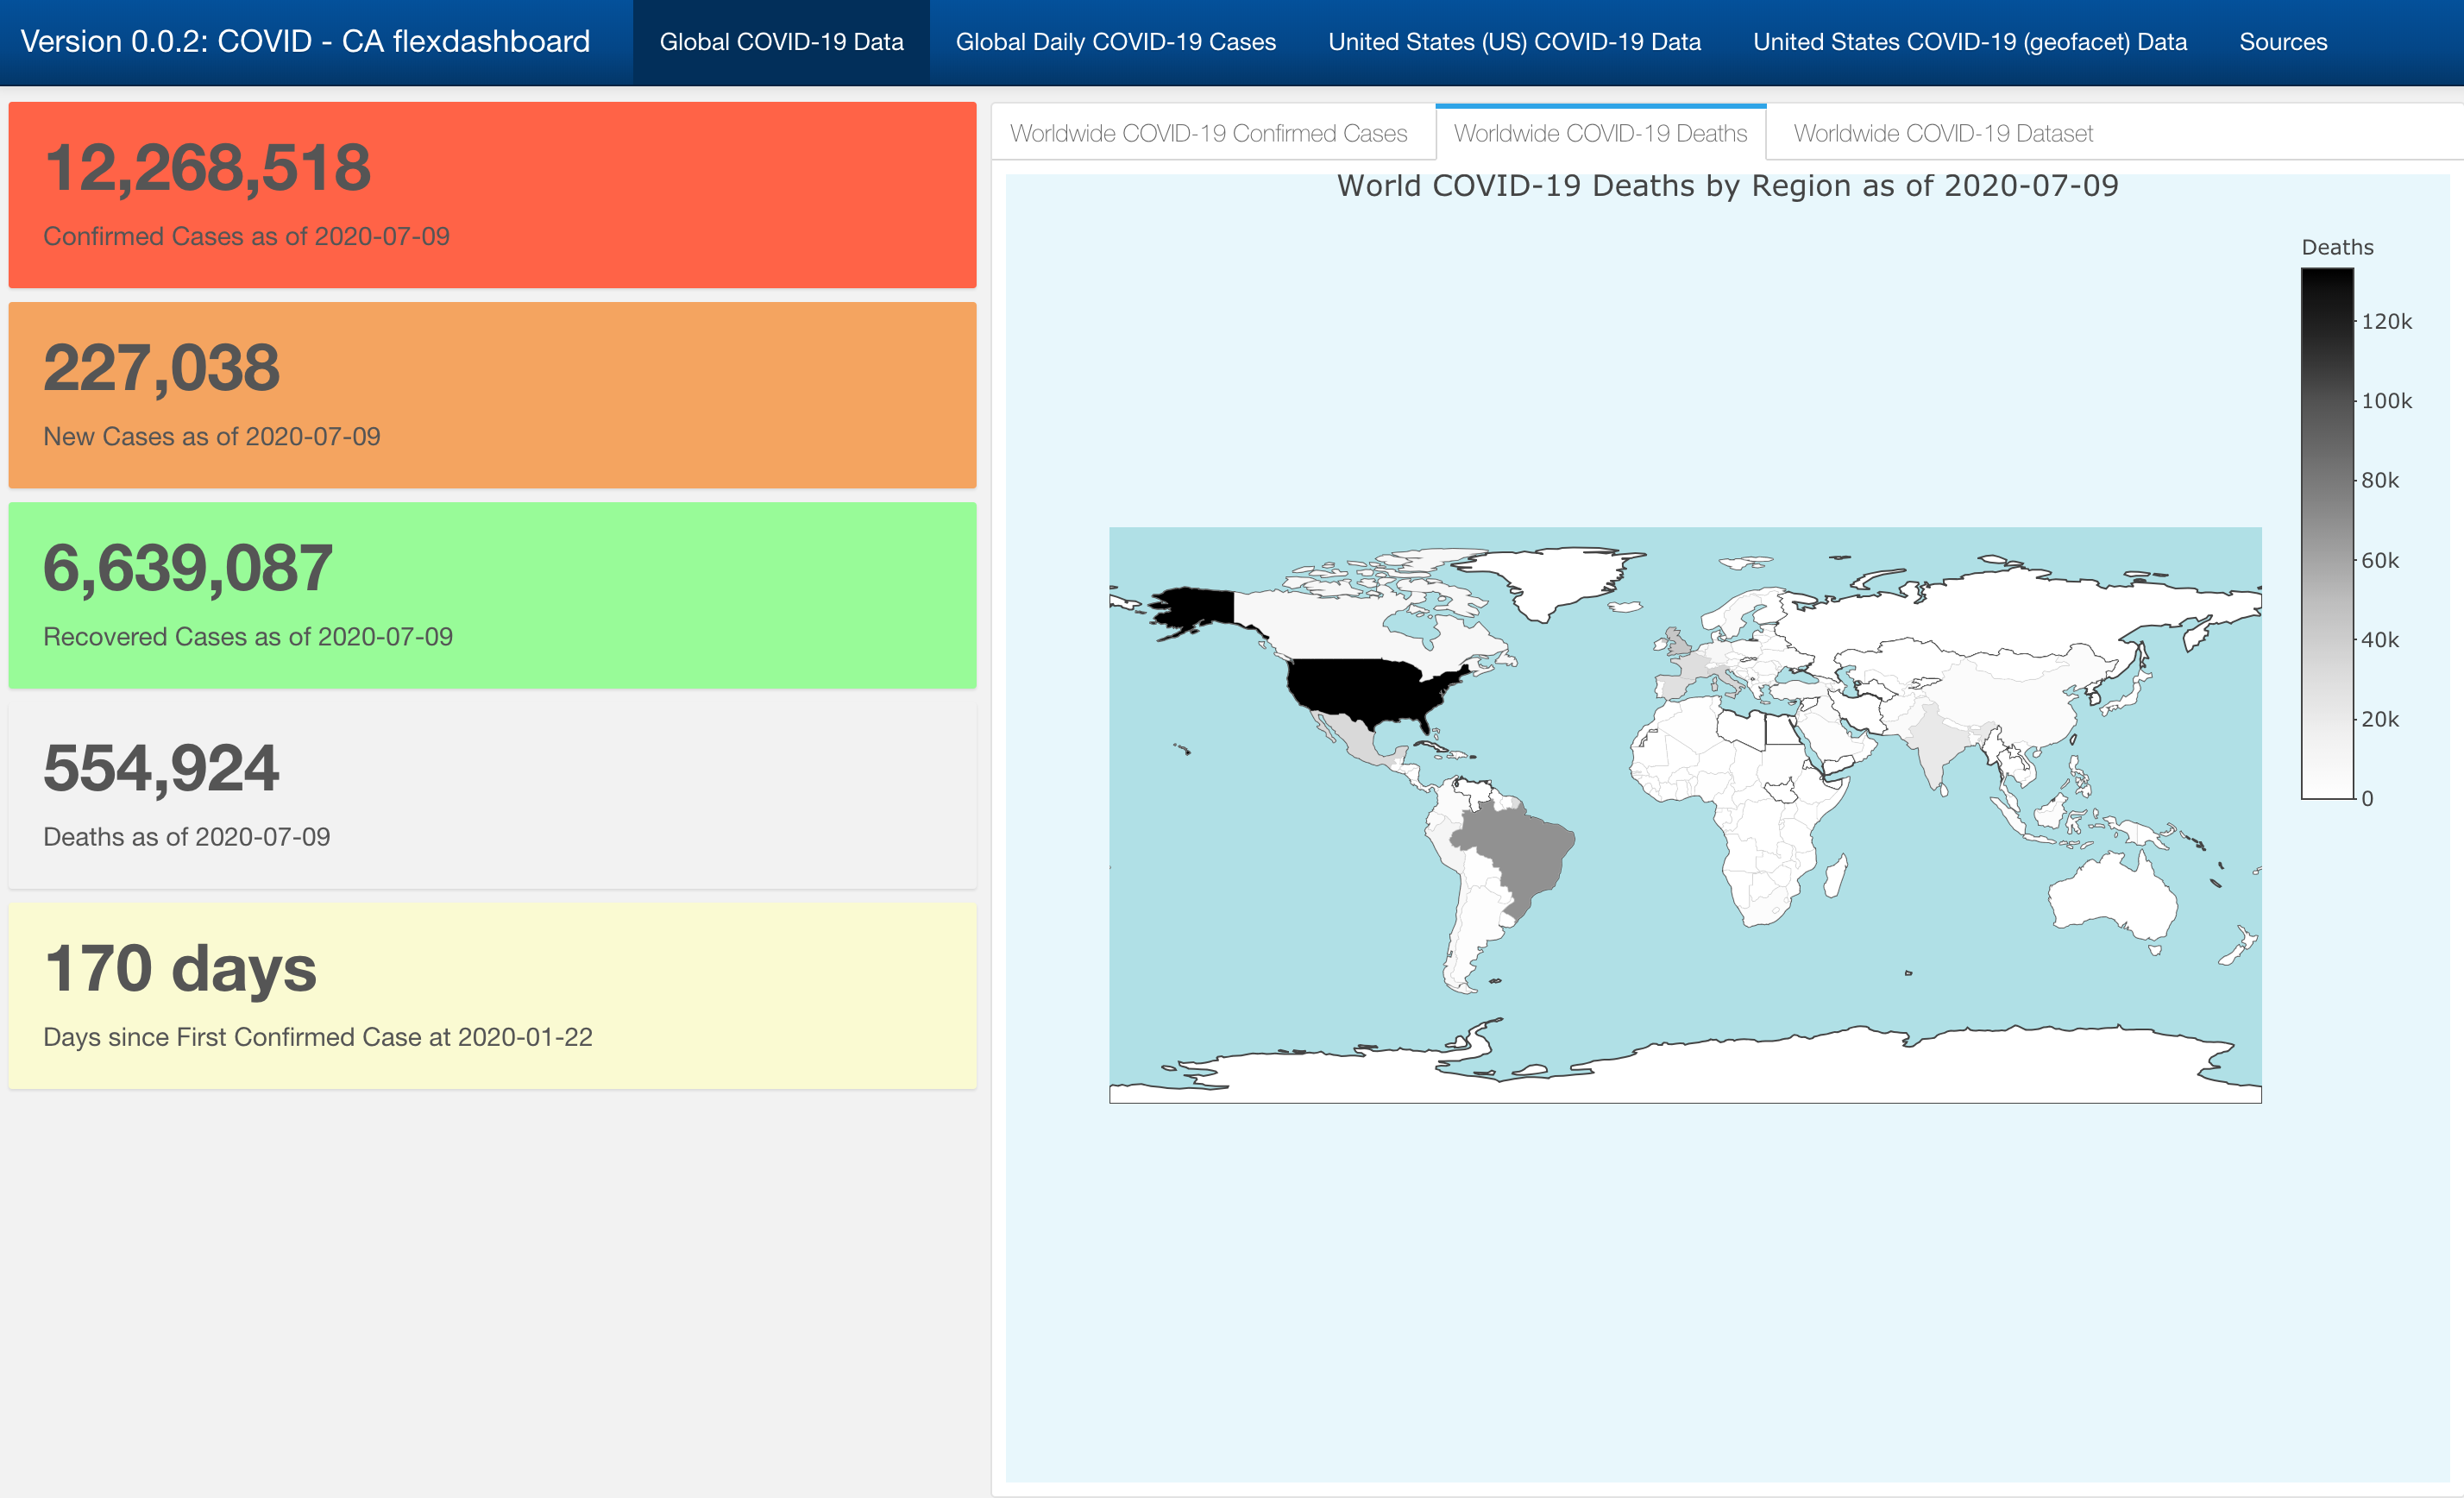 Version 0.0.2: COVID - CA flexdashboard
Global COVID-19 Data
Global Daily COVID-19 Cases
United States (US) COVID-19 Data
United States COVID-19 (geofacet) Data
Sources
12,268,518
Confirmed Cases as of 2020-07-09
227,038
New Cases as of 2020-07-09
6,639,087
Recovered Cases as of 2020-07-09
554,924
Deaths as of 2020-07-09
170 days
Days since First Confirmed Case at 2020-01-22
Worldwide COVID-19 Confirmed Cases
Worldwide COVID-19 Deaths
Worldwide COVID-19 Dataset
World COVID-19 Deaths by Region as of 2020-07-09
Deaths
120k
100k
80k
60k
40k
20k
0